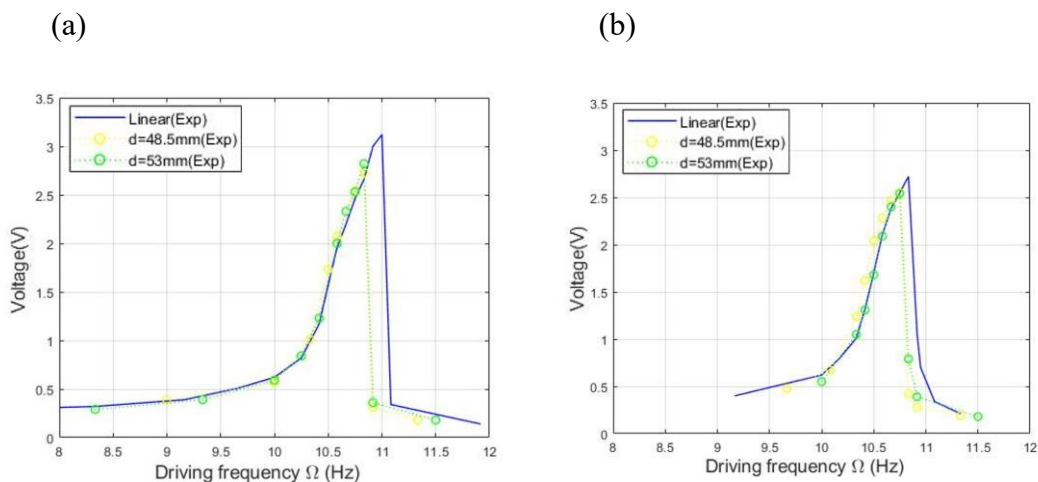 (a)
(b)
3.5
3
2.5
2
1.5
1
0.5
0
Voltage(V)
Linear(Exp)
d=48.5mm(Exp)
d=53mm(Exp)
8 8.5 9 9.5 10 10.5 11 11.5 12
Driving frequency Ω (Hz)
3.5
3
2.5
2
1.5
1
0.5
0
Voltage(V)
Linear(Exp)
d=48.5mm(Exp)
d=53mm(Exp)
8 8.5 9 9.5 10 10.5 11 11.5 12
Driving frequency Ω (Hz)